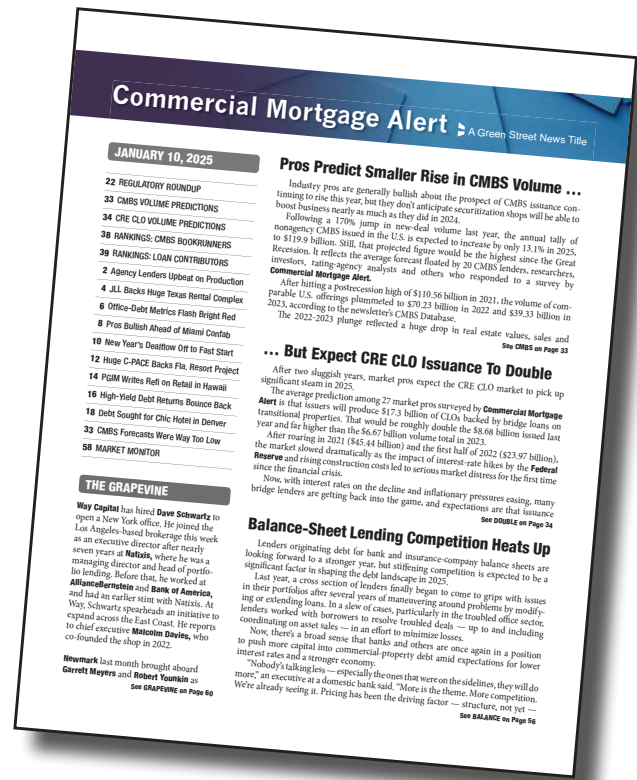 Commercial Mortgage Alert
A Green Street News Title
JANUARY 10, 2025
22 REGULATORY ROUNDUP
33 CMBS VOLUME PREDICTIONS
34 CRE CLO VOLUME PREDICTIONS
38 RANKINGS: CMBS BOOKRUNNERS
39 RANKINGS: LOAN CONTRIBUTORS
2 Agency Lenders Upbeat on Production
4 JLL Backs Huge Texas Rental Complex
6 Office-Debt Metrics Flash Bright Red
8 Pros Bullish Ahead of Miami Confab
10 New Year's Dealflow Off to Fast Start
12 Huge C-PACE Backs Fla. Resort Project
14 PGIM Writes Refi on Retail in Hawaii
16 High-Yield Debt Returns Bounce Back
18 Debt Sought for Chic Hotel in Denver
33 CMBS Forecasts Were Way Too Low
58 MARKET MONITOR
THE GRAPEVINE
Way Capital has hired Dave Schwartz to
open a New York office. He joined the
Los Angeles-based brokerage this week
as an executive director after nearly
seven years at Natixis, where he was a
managing director and head of portfo-
lio lending. Before that, he worked at
AllianceBernstein and Bank of America,
and had an earlier stint with Natixis. At
Way, Schwartz spearheads an initiative to
expand across the East Coast. He reports
to chief executive Malcolm Davies, who
co-founded the shop in 2022.
Newmark last month brought aboard
Garrett Meyers and Robert Younkin as
See GRAPEVINE on Page 60
Pros Predict Smaller Rise in CMBS Volume ...
Industry pros are generally bullish about the prospect of CMBS issuance con-
tinuing to rise this year, but they don't anticipate securitization shops will be able to
boost business nearly as much as they did in 2024.
Following a 170% jump in new-deal volume last year, the annual tally of
nonagency CMBS issued in the U.S. is expected to increase by only 13.1% in 2025,
to $119.9 billion. Still, that projected figure would be the highest since the Great
Recession. It reflects the average forecast floated by 20 CMBS lenders, researchers,
investors, rating-agency analysts and others who responded to a survey by
Commercial Mortgage Alert.
After hitting a postrecession high of $110.56 billion in 2021, the volume of com-
parable U.S. offerings plummeted to $70.23 billion in 2022 and $39.33 billion in
2023, according to the newsletter's CMBS Database.
The 2022-2023 plunge reflected a huge drop in real estate values, sales and
See CMBS on Page 33
... But Expect CRE CLO Issuance To Double
After two sluggish years, market pros expect the CRE CLO market to pick up
significant steam in 2025.
The average prediction among 27 market pros surveyed by Commercial Mortgage
Alert is that issuers will produce $17.3 billion of CLOs backed by bridge loans on
transitional properties. That would be roughly double the $8.68 billion issued last
year and far higher than the $6.67 billion volume total in 2023.
After roaring in 2021 ($45.44 billion) and the first half of 2022 ($23.97 billion),
the market slowed dramatically as the impact of interest-rate hikes by the Federal
Reserve and rising construction costs led to serious market distress for the first time
since the financial crisis.
Now, with interest rates on the decline and inflationary pressures easing, many
bridge lenders are getting back into the game, and expectations are that issuance
See DOUBLE on Page 34
Balance-Sheet Lending Competition Heats Up
Lenders originating debt for bank and insurance-company balance sheets are
looking forward to a stronger year, but stiffening competition is expected to be a
significant factor in shaping the debt landscape in 2025.
Last year, a cross section of lenders finally began to come to grips with issues
in their portfolios after several years of maneuvering around problems by modify-
ing or extending loans. In a slew of cases, particularly in the troubled office sector,
lenders worked with borrowers to resolve troubled deals — up to and including
coordinating on asset sales — in an effort to minimize losses.
Now, there's a broad sense that banks and others are once again in a position
to push more capital into commercial-property debt amid expectations for lower
interest rates and a stronger economy.
“Nobody's talking less — especially the ones that were on the sidelines, they will do
more,” an executive at a domestic bank said. “More is the theme. More competition.
We're already seeing it. Pricing has been the driving factor — structure, not yet —
See BALANCE on Page 56